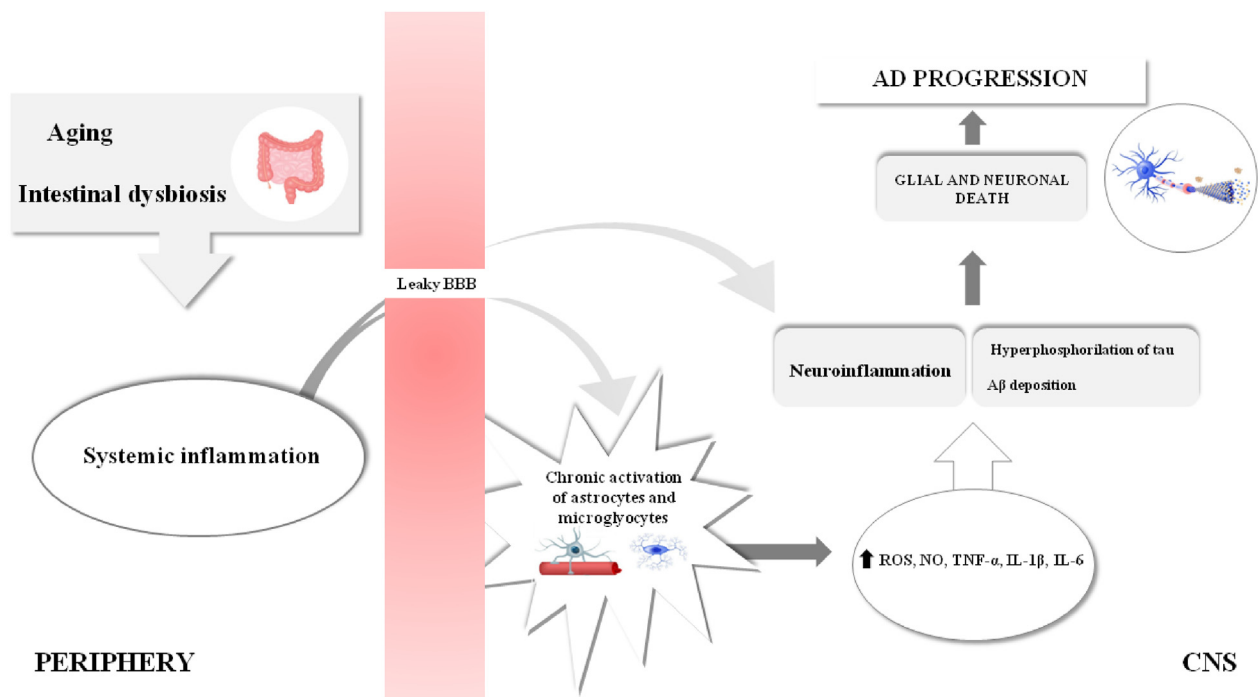 Aging
Intestinal dysbiosis
Systemic inflammation
PERIPHERY
Leaky BBB
Chronic activation
of astrocytes and
microglyocytes
ROS, NO, TNF-α, IL-1β, IL-6
Neuroinflammation
Hyperphosphorilation of tau
Aβ deposition
GLIAL AND NEURONAL
DEATH
AD PROGRESSION
CNS